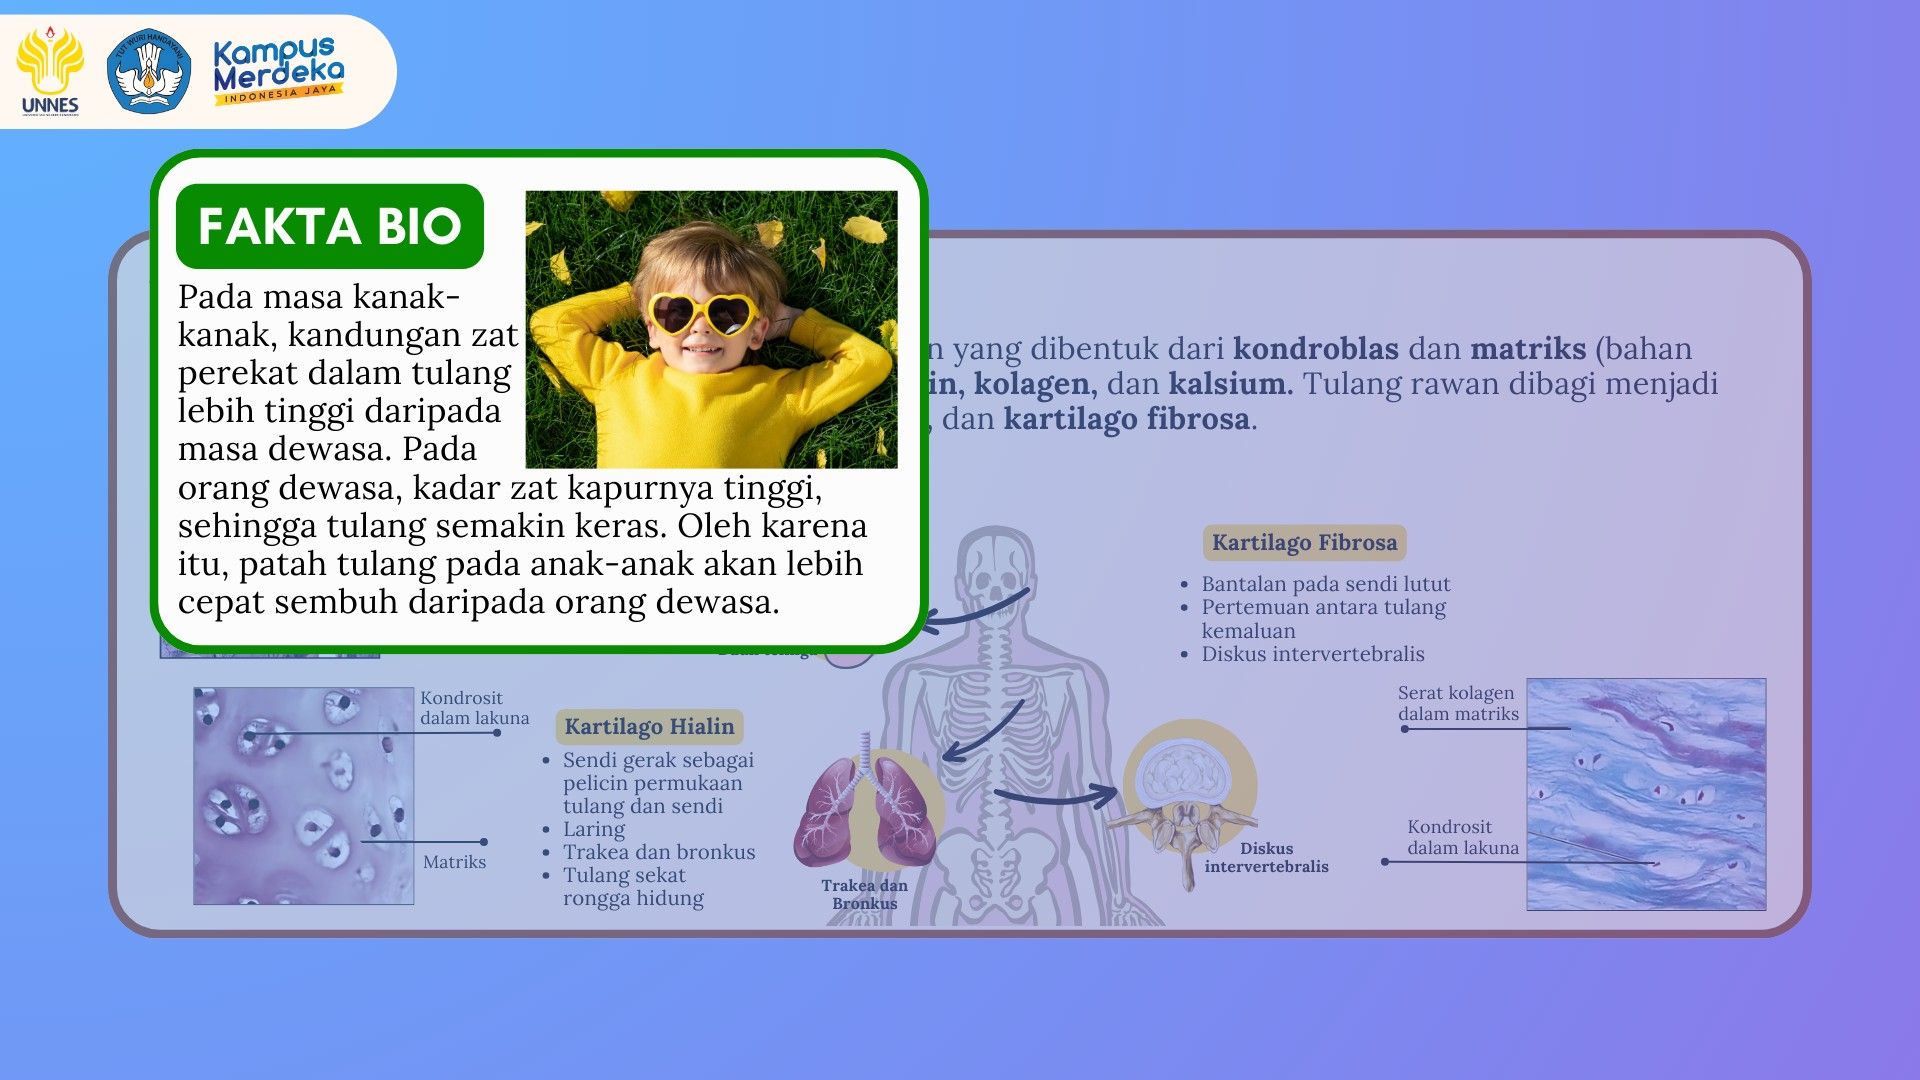 UNNES
TUT WURI HANDAYANI
Kampus
Merdeka
INDONESIA JAYA
FAKTA BIO
Pada masa kanak-
kanak, kandungan zat
perekat dalam tulang
lebih tinggi daripada
masa dewasa. Pada
orang dewasa, kadar zat kapurnya tinggi,
sehingga tulang semakin keras. Oleh karena
itu, patah tulang pada anak-anak akan lebih
cepat sembuh daripada orang dewasa.
yang dibentuk dari kondroblas dan matriks (bahan
kolagen, dan kalsium. Tulang rawan dibagi menjadi
dan kartilago fibrosa.
Kartilago Fibrosa
• Bantalan pada sendi lutut
• Pertemuan antara tulang
kemaluan
• Diskus intervertebralis
Kondrosit
dalam lakuna
Matriks
Kartilago Hialin
• Sendi gerak sebagai
pelicin permukaan
tulang dan sendi
• Laring
• Trakea dan bronkus
• Tulang sekat
rongga hidung
Trakea dan
Bronkus
Diskus
intervertebralis
Serat kolagen
dalam matriks
Kondrosit
dalam lakuna